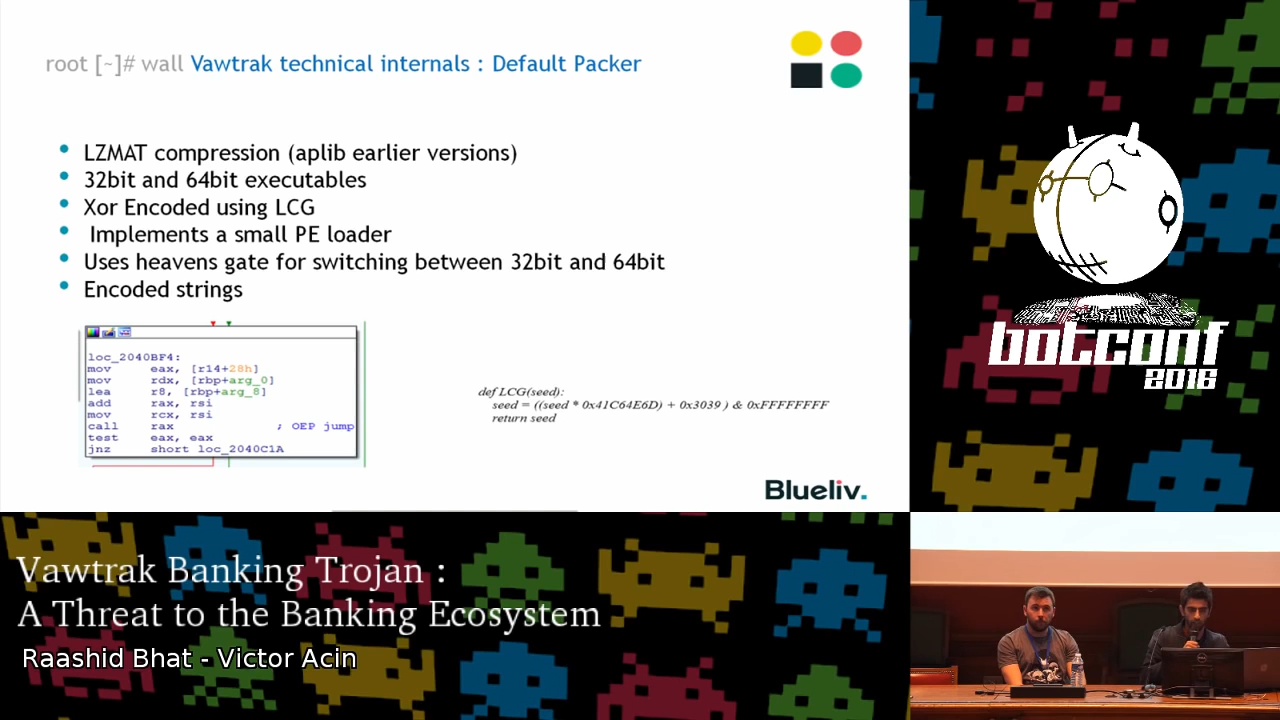 root [~]# wall Vawtrak technical internals : Default Packer
LZMAT compression (aplib earlier versions)
32bit and 64bit executables
Xor Encoded using LCG
Implements a small PE loader
Uses heavens gate for switching between 32bit and 64bit
Encoded strings
loc_2040BF4:
mov eax, [r14+28h]
mov rdx, [rbp+arg_0]
lea r8, [rbp+arg_8]
add rax, rsi
mov rcx, rsi
call rax ; OEP jump
test eax, eax
jnz short loc_2040C1A
def LCG(seed):
seed = ((seed * 0x41C64E6D) + 0x3039 ) & 0xFFFFFFFF
return seed
Blueliv.
botconf
2016
Vawtrak Banking Trojan :
A Threat to the Banking Ecosystem
Raashid Bhat - Victor Acin